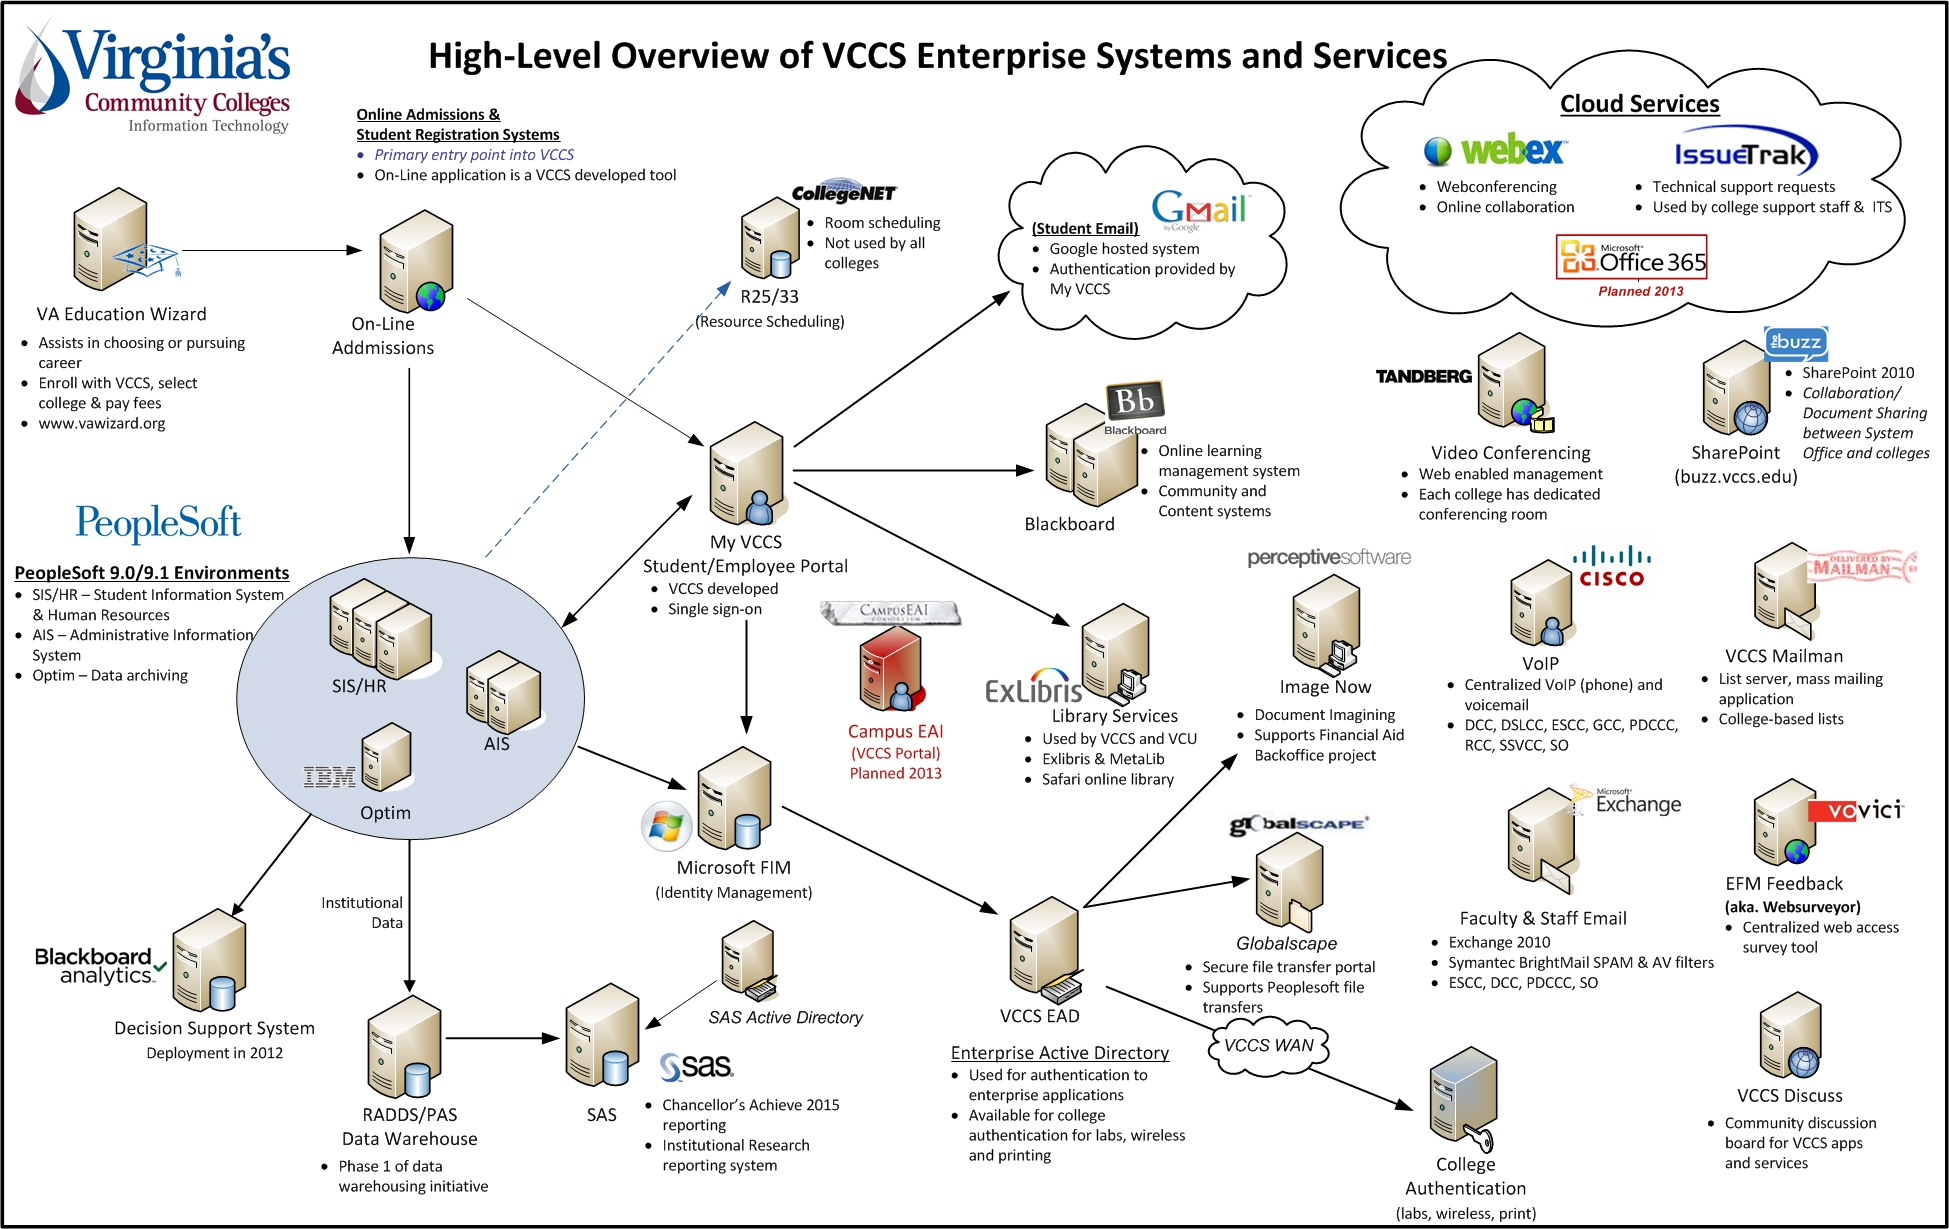 Virginia's
Community Colleges
Information Technology
High-Level Overview of VCCS Enterprise Systems and Services
Online Admissions &
Student Registration Systems
• Primary entry point into VCCS
• On-Line application is a VCCS developed tool
VA Education Wizard
• Assists in choosing or pursuing
career
• Enroll with VCCS, select
college & pay fees
• www.vawizard.org
On-Line
Addmissions
CollegeNET
• Room scheduling
• Not used by all
colleges
R25/33
(Resource Scheduling)
Gmail
by Google
(Student Email)
• Google hosted system
• Authentication provided by
My VCCS
Cloud Services
webex
• Webconferencing
• Online collaboration
IssueTrak
• Technical support requests
• Used by college support staff & ITS
Microsoft®
Office 365
Planned 2013
TANDBERG
Video Conferencing
• Web enabled management
• Each college has dedicated
conferencing room
the buzz
• SharePoint 2010
• Collaboration/
Document Sharing
between System
Office and colleges
SharePoint
(buzz.vccs.edu)
Bb
Blackboard
• Online learning
management system
• Community and
Content systems
Blackboard
My VCCS
Student/Employee Portal
• VCCS developed
• Single sign-on
PeopleSoft
PeopleSoft 9.0/9.1 Environments
• SIS/HR – Student Information System
& Human Resources
• AIS – Administrative Information
System
• Optim – Data archiving
SIS/HR
AIS
IBM
Optim
CAMPUSEAI
CONSORTIUM
Campus EAI
(VCCS Portal)
Planned 2013
ExLibris
Library Services
• Used by VCCS and VCU
• Exlibris & MetaLib
• Safari online library
perceptivesoftware
Image Now
• Document Imagining
• Supports Financial Aid
Backoffice project
CISCO
VoIP
• Centralized VoIP (phone) and
voicemail
• DCC, DSLCC, ESCC, GCC, PDCCC,
RCC, SSVCC, SO
DELIVERED BY
MAILMAN
VCCS Mailman
• List server, mass mailing
application
• College-based lists
Microsoft FIM
(Identity Management)
globalSCAPE
Globalscape
• Secure file transfer portal
• Supports Peoplesoft file
transfers
Microsoft®
Exchange
Faculty & Staff Email
• Exchange 2010
• Symantec BrightMail SPAM & AV filters
• ESCC, DCC, PDCCC, SO
vovici
EFM Feedback
(aka. Websurveyor)
• Centralized web access
survey tool
Blackboard
analytics
Decision Support System
Deployment in 2012
Institutional
Data
RADDS/PAS
Data Warehouse
• Phase 1 of data
warehousing initiative
SAS Active Directory
SAS
sas
• Chancellor's Achieve 2015
reporting
• Institutional Research
reporting system
VCCS EAD
Enterprise Active Directory
• Used for authentication to
enterprise applications
• Available for college
authentication for labs, wireless
and printing
VCCS WAN
College
Authentication
(labs, wireless, print)
VCCS Discuss
• Community discussion
board for VCCS apps
and services